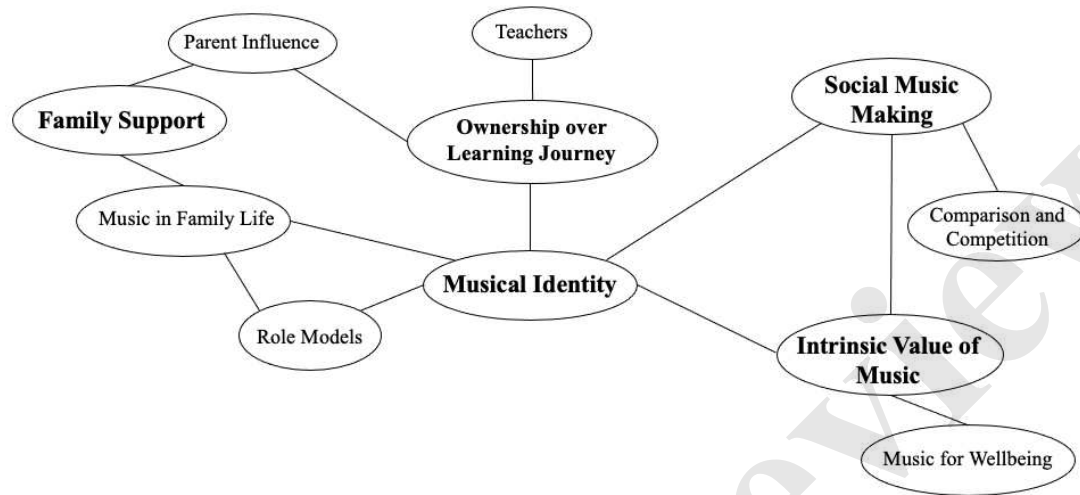 Parent Influence
Teachers
Family Support
Ownership over
Learning Journey
Social Music
Making
Music in Family Life
Comparison and
Competition
Musical Identity
Role Models
Intrinsic Value of
Music
Music for Wellbeing